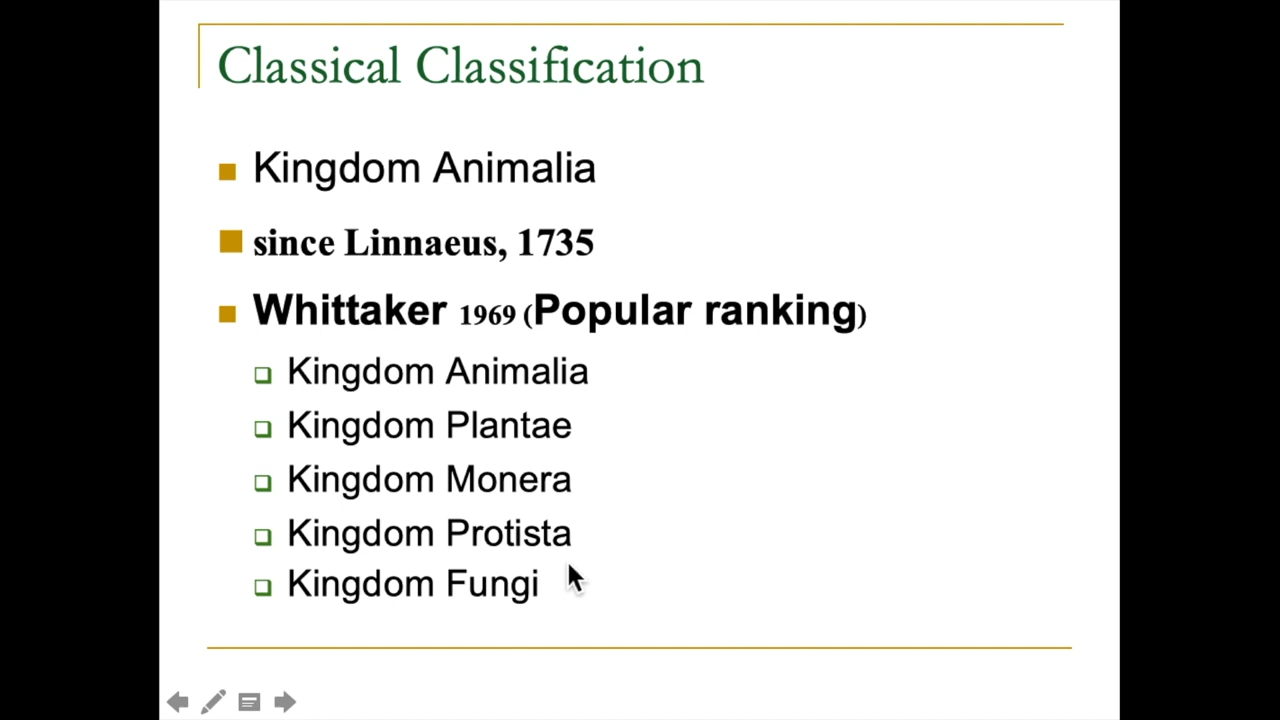 Classical Classification
Kingdom Animalia
since Linnaeus, 1735
Whittaker 1969 (Popular ranking)
Kingdom Animalia
Kingdom Plantae
Kingdom Monera
Kingdom Protista
Kingdom Fungi